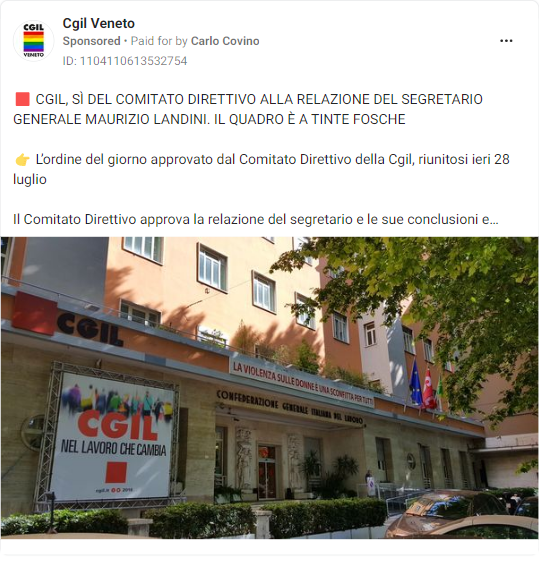 CGIL
VENETO
Cgil Veneto
Sponsored • Paid for by Carlo Covino
ID: 1104110613532754
CGIL, SÌ DEL COMITATO DIRETTIVO ALLA RELAZIONE DEL SEGRETARIO
GENERALE MAURIZIO LANDINI. IL QUADRO È A TINTE FOSCHE
L’ordine del giorno approvato dal Comitato Direttivo della Cgil, riunitosi ieri 28
luglio
Il Comitato Direttivo approva la relazione del segretario e le sue conclusioni e…
CGIL
LA VIOLENZA SULLE DONNE È UNA SCONFITTA PER TUTTI
CONFEDERAZIONE GENERALE ITALIANA DEL LAVORO
CGIL
NEL LAVORO CHE CAMBIA
cgil.it